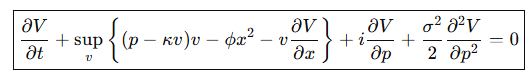 ∂V/∂t + sup_v { (p − κv)v − ϕx² − v ∂V/∂x } + i ∂V/∂p + σ²/2 ∂²V/∂p² = 0